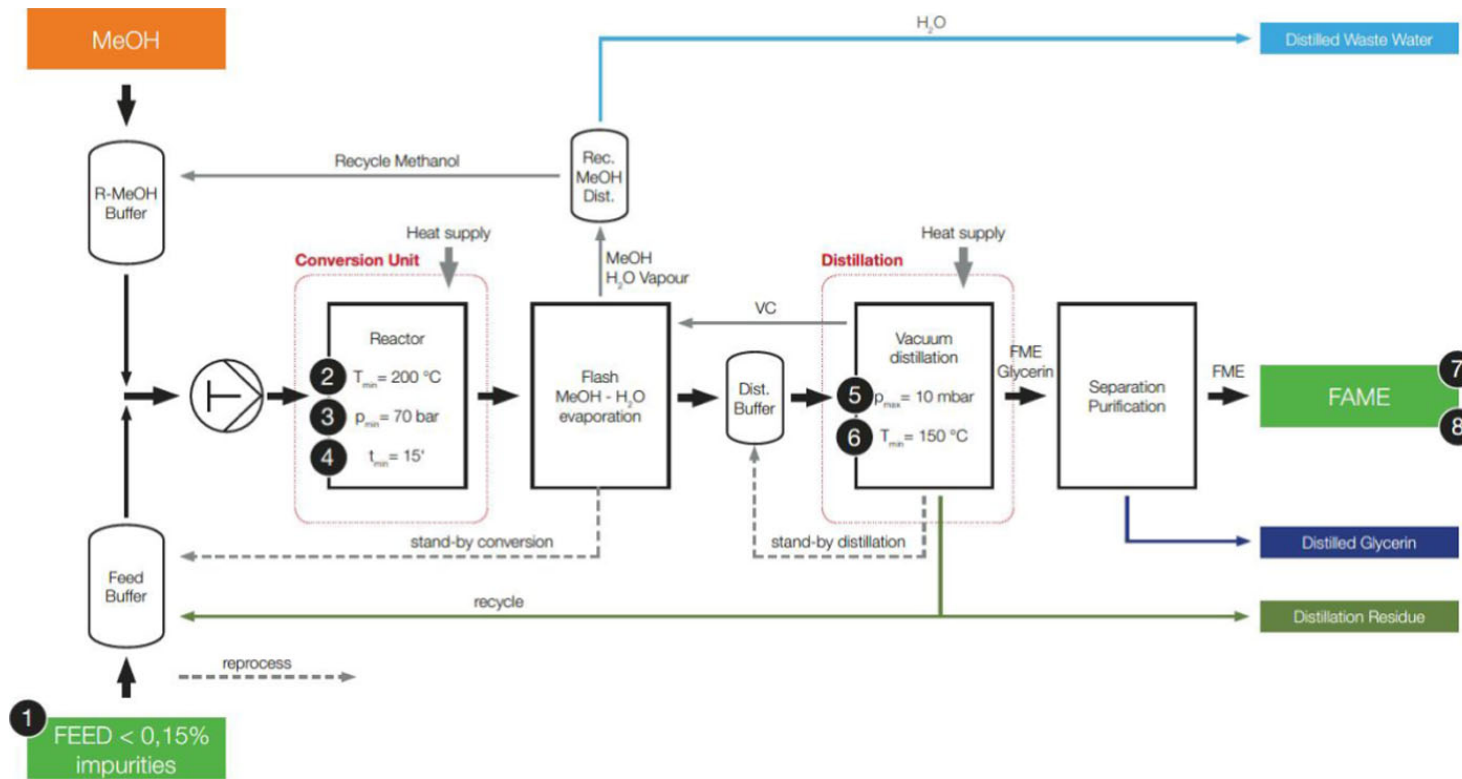 MeOH
H₂O
Distilled Waste Water
R-MeOH
Buffer
Recycle Methanol
Rec.
MeOH
Dist.
Heat supply
Conversion Unit
MeOH
H₂O Vapour
Heat supply
Distillation
VC
Reactor
2
Tmin= 200 °C
3
pmin= 70 bar
4
tmin= 15'
Flash
MeOH - H₂O
evaporation
Dist.
Buffer
Vacuum
distillation
5
pmax= 10 mbar
6
Tmin= 150 °C
FME
Glycerin
Separation
Purification
FME
FAME
7
8
stand-by conversion
stand-by distillation
Distilled Glycerin
Feed
Buffer
recycle
Distillation Residue
reprocess
1
FEED < 0,15%
impurities